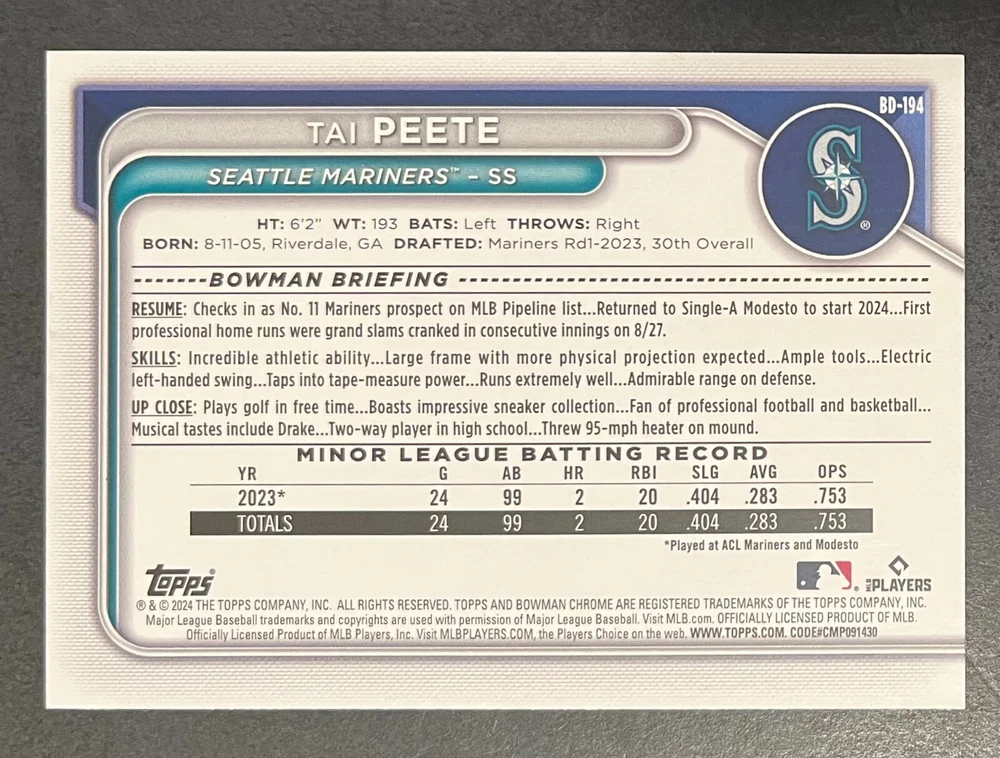 BD-194
TAI PEETE
SEATTLE MARINERS™ – SS
S ®
HT: 6'2" WT: 193 BATS: Left THROWS: Right
BORN: 8-11-05, Riverdale, GA DRAFTED: Mariners Rd1-2023, 30th Overall
-------BOWMAN BRIEFING -------
RESUME: Checks in as No. 11 Mariners prospect on MLB Pipeline list...Returned to Single-A Modesto to start 2024...First
professional home runs were grand slams cranked in consecutive innings on 8/27.
SKILLS: Incredible athletic ability...Large frame with more physical projection expected...Ample tools...Electric
left-handed swing...Taps into tape-measure power...Runs extremely well...Admirable range on defense.
UP CLOSE: Plays golf in free time...Boasts impressive sneaker collection...Fan of professional football and basketball...
Musical tastes include Drake...Two-way player in high school...Threw 95-mph heater on mound.
MINOR LEAGUE BATTING RECORD
YR G AB HR RBI SLG AVG OPS
2023* 24 99 2 20 .404 .283 .753
TOTALS 24 99 2 20 .404 .283 .753
*Played at ACL Mariners and Modesto
Topps® ® MLB PLAYERS
® & © 2024 THE TOPPS COMPANY, INC. ALL RIGHTS RESERVED. TOPPS AND BOWMAN CHROME ARE REGISTERED TRADEMARKS OF THE TOPPS COMPANY, INC.
Major League Baseball trademarks and copyrights are used with permission of Major League Baseball. Visit MLB.com. OFFICIALLY LICENSED PRODUCT OF MLB.
Officially Licensed Product of MLB Players, Inc. Visit MLBPLAYERS.COM, the Players Choice on the web. WWW.TOPPS.COM. CODE#CMP091430